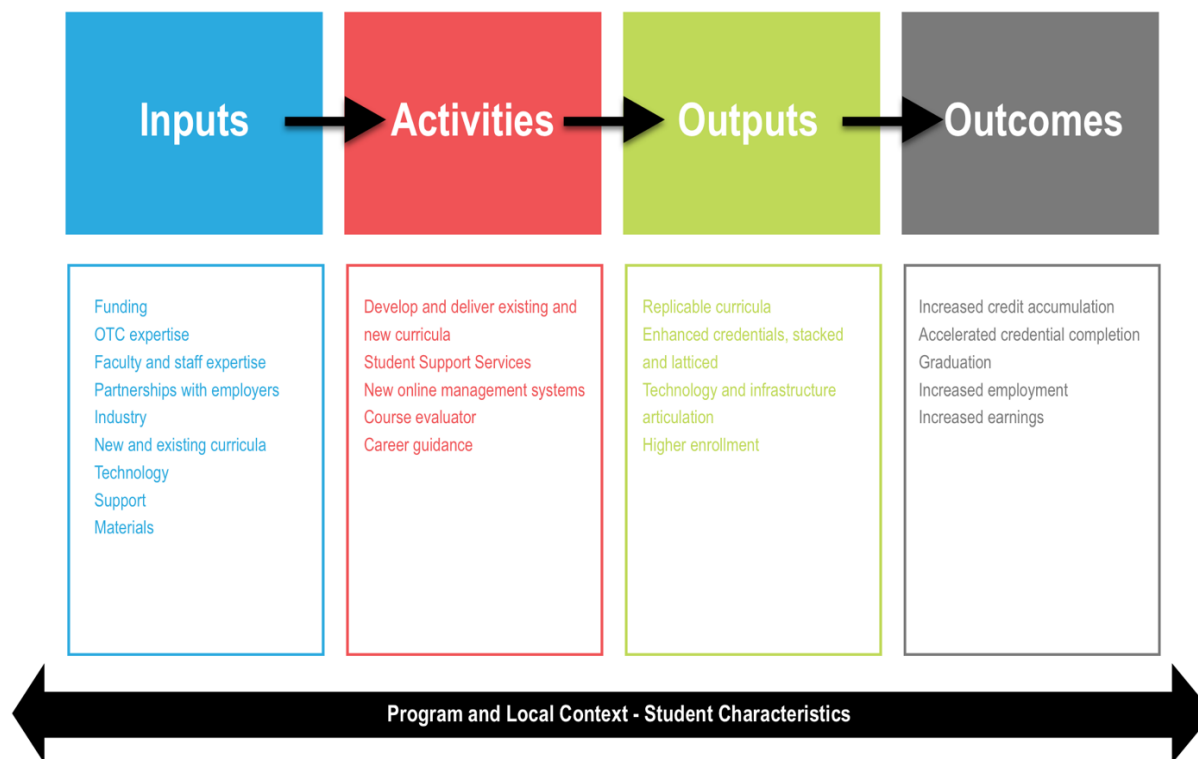 Inputs
Activities
Outputs
Outcomes
Funding
OTC expertise
Faculty and staff expertise
Partnerships with employers
Industry
New and existing curricula
Technology
Support
Materials
Develop and deliver existing and
new curricula
Student Support Services
New online management systems
Course evaluator
Career guidance
Replicable curricula
Enhanced credentials, stacked
and latticed
Technology and infrastructure
articulation
Higher enrollment
Increased credit accumulation
Accelerated credential completion
Graduation
Increased employment
Increased earnings
Program and Local Context - Student Characteristics